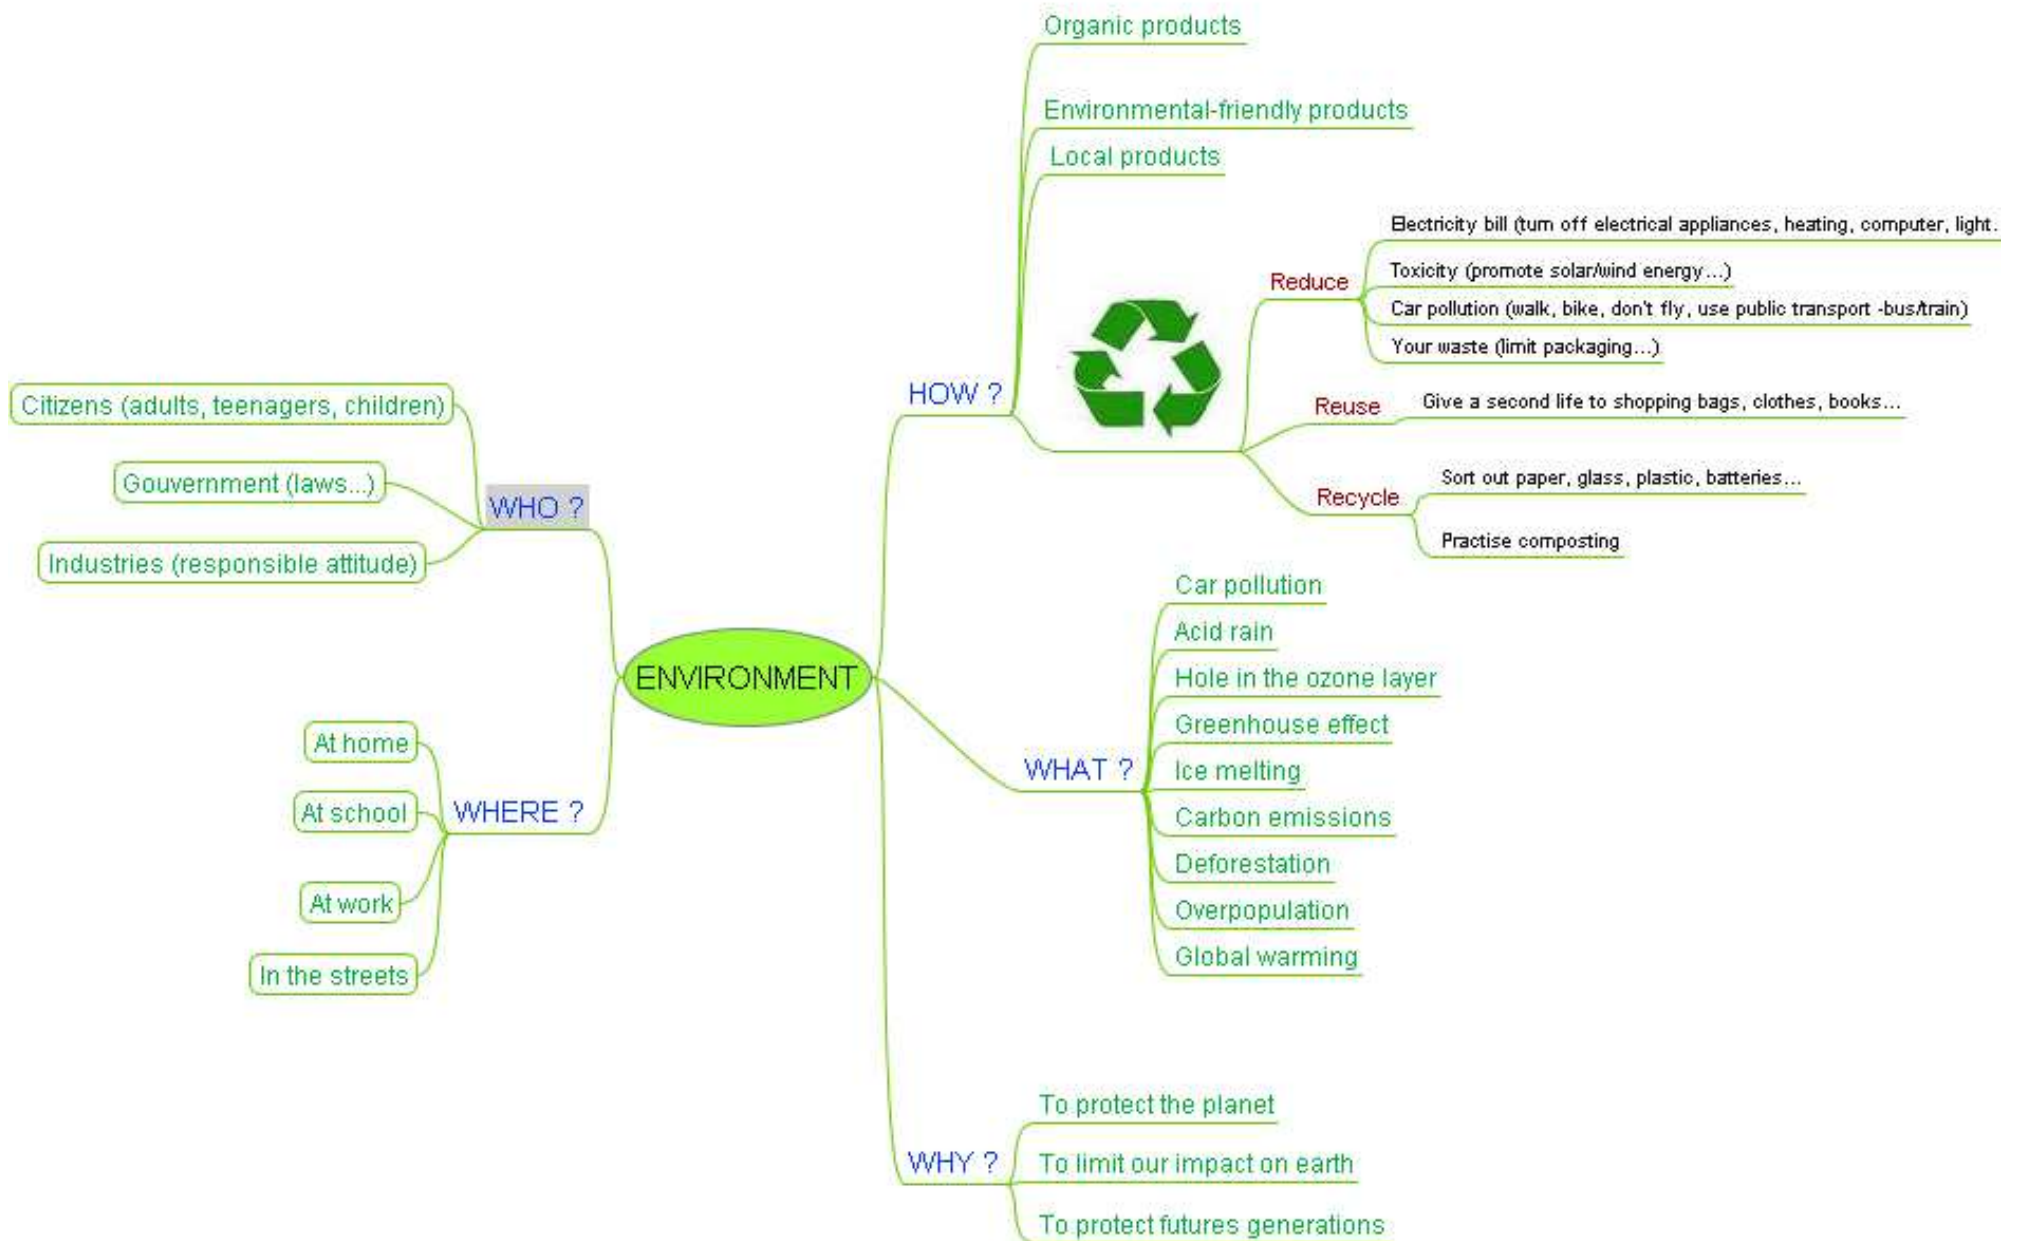 Organic products
Environmental-friendly products
Local products
Electricity bill (turn off electrical appliances, heating, computer, light.
Toxicity (promote solar/wind energy...)
Reduce
Car pollution (walk, bike, don't fly, use public transport -bus/train)
Your waste (limit packaging...)
HOW ?
Reuse
Give a second life to shopping bags, clothes, books...
Recycle
Sort out paper, glass, plastic, batteries...
Practise composting
Citizens (adults, teenagers, children)
Gouvernment (laws...)
WHO ?
Industries (responsible attitude)
ENVIRONMENT
At home
At school
WHERE ?
At work
In the streets
WHAT ?
Car pollution
Acid rain
Hole in the ozone layer
Greenhouse effect
Ice melting
Carbon emissions
Deforestation
Overpopulation
Global warming
WHY ?
To protect the planet
To limit our impact on earth
To protect futures generations